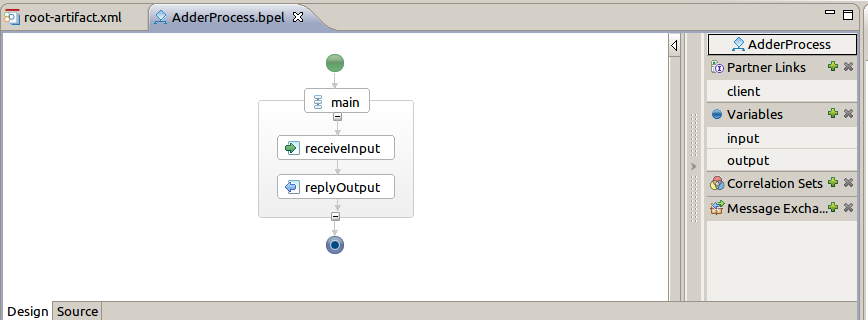 root-artifact.xml
AdderProcess.bpel
AdderProcess
Partner Links
client
Variables
input
output
Correlation Sets
Message Excha...
main
receiveInput
replyOutput
Design
Source